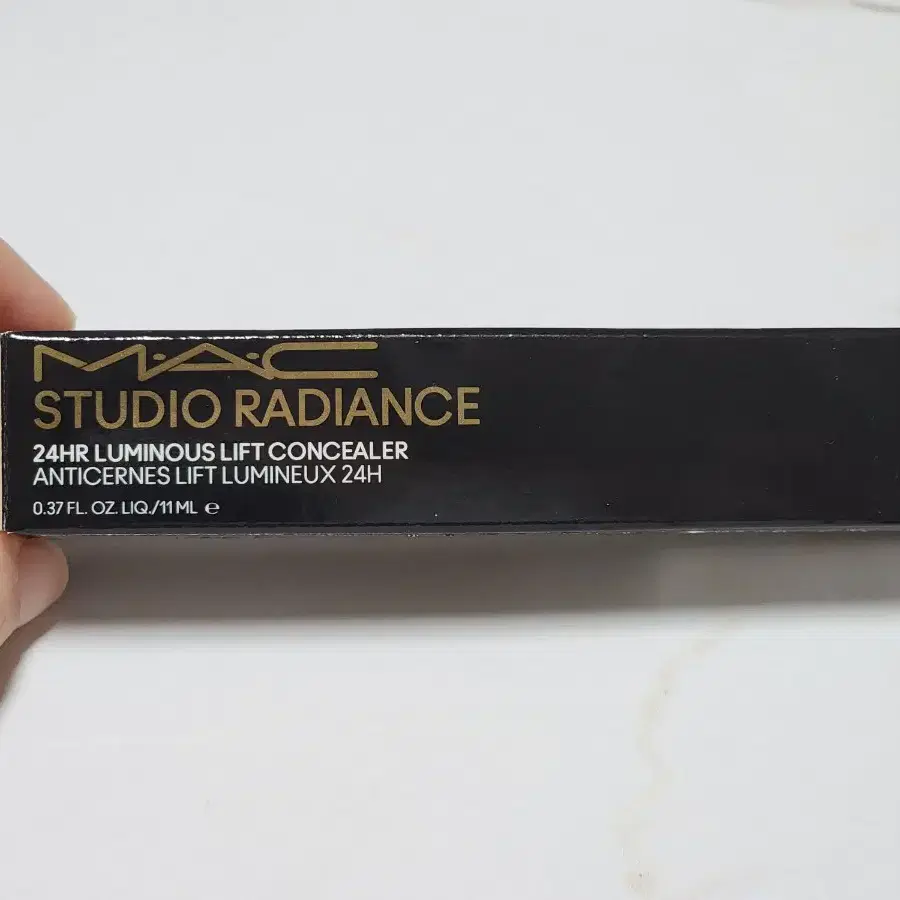 M·A·C
STUDIO RADIANCE
24HR LUMINOUS LIFT CONCEALER
ANTICERNES LIFT LUMINEUX 24H
0.37 FL. OZ. LIQ./11 ML ℮